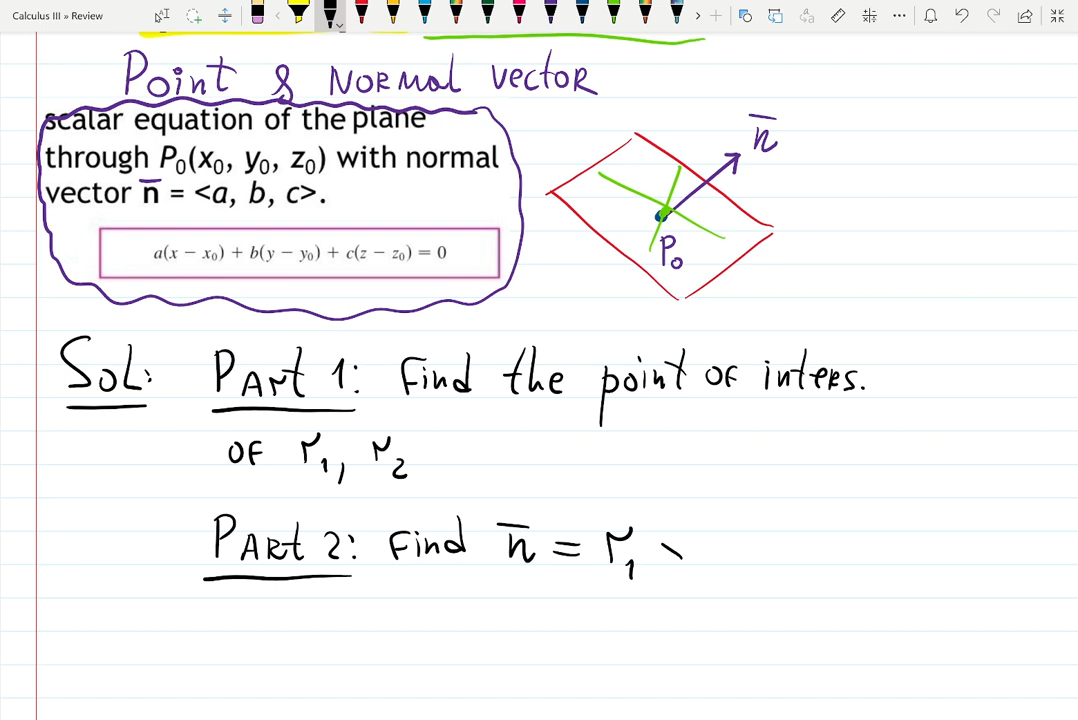 Calculus III » Review
Point & Normal vector
scalar equation of the plane
through P₀(x₀, y₀, z₀) with normal
vector n̅ = <a, b, c>.
a(x − x₀) + b(y − y₀) + c(z − z₀) = 0
n̅
P₀
Sol: Part 1: Find the point of inters.
of r₁, r₂
Part 2: Find n̅ = r₁